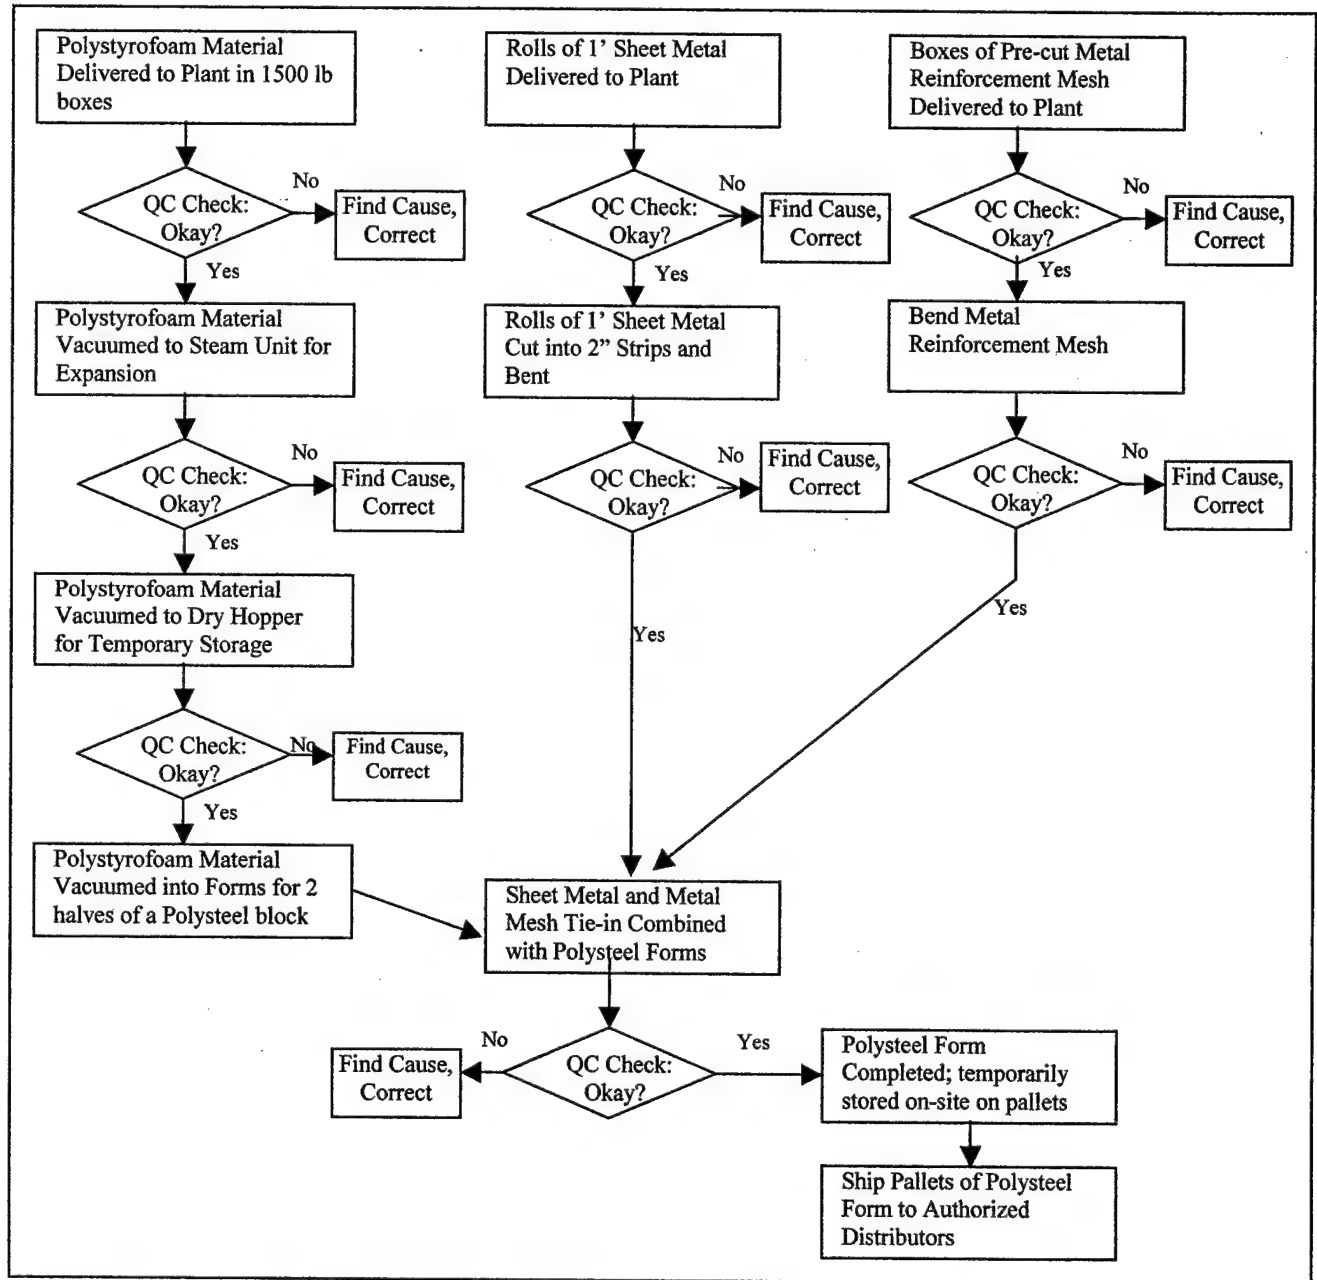 Polystyrofoam Material
Delivered to Plant in 1500 lb
boxes
QC Check:
Okay?
No
Find Cause,
Correct
Yes
Polystyrofoam Material
Vacuumed to Steam Unit for
Expansion
QC Check:
Okay?
No
Find Cause,
Correct
Yes
Polystyrofoam Material
Vacuumed to Dry Hopper
for Temporary Storage
QC Check:
Okay?
No
Find Cause,
Correct
Yes
Polystyrofoam Material
Vacuumed into Forms for 2
halves of a Polysteel block
Rolls of 1' Sheet Metal
Delivered to Plant
QC Check:
Okay?
No
Find Cause,
Correct
Yes
Rolls of 1' Sheet Metal
Cut into 2” Strips and
Bent
QC Check:
Okay?
No
Find Cause,
Correct
Yes
Boxes of Pre-cut Metal
Reinforcement Mesh
Delivered to Plant
QC Check:
Okay?
No
Find Cause,
Correct
Yes
Bend Metal
Reinforcement Mesh
QC Check:
Okay?
No
Find Cause,
Correct
Yes
Sheet Metal and Metal
Mesh Tie-in Combined
with Polysteel Forms
QC Check:
Okay?
No
Find Cause,
Correct
Yes
Polysteel Form
Completed; temporarily
stored on-site on pallets
Ship Pallets of Polysteel
Form to Authorized
Distributors